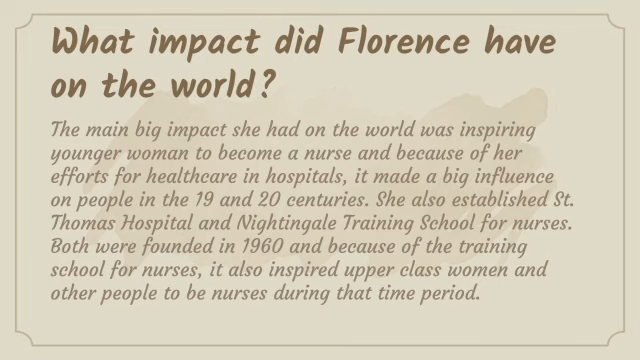 What impact did Florence have
on the world?
The main big impact she had on the world was inspiring
younger woman to become a nurse and because of her
efforts for healthcare in hospitals, it made a big influence
on people in the 19 and 20 centuries. She also established St.
Thomas Hospital and Nightingale Training School for nurses.
Both were founded in 1960 and because of the training
school for nurses, it also inspired upper class women and
other people to be nurses during that time period.